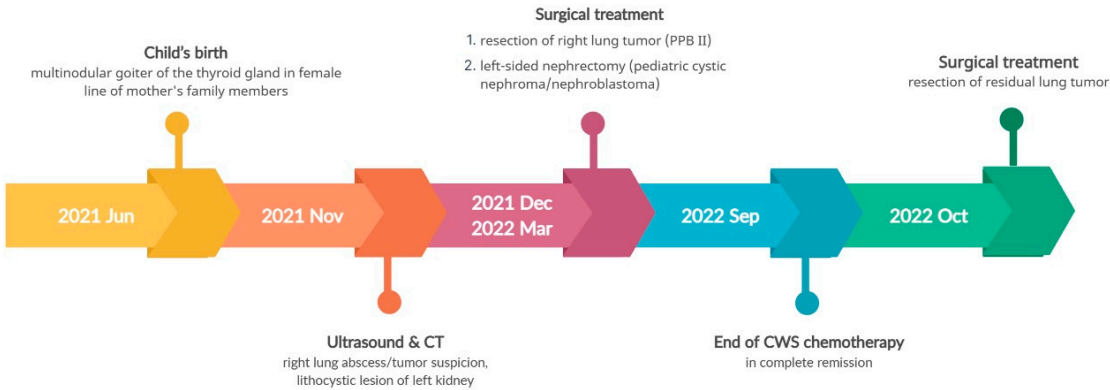 Child's birth
multinodular goiter of the thyroid gland in female
line of mother's family members
Surgical treatment
1. resection of right lung tumor (PPB II)
2. left-sided nephrectomy (pediatric cystic
nephroma/nephroblastoma)
Surgical treatment
resection of residual lung tumor
2021 Jun
2021 Nov
2021 Dec
2022 Mar
2022 Sep
2022 Oct
Ultrasound & CT
right lung abscess/tumor suspicion,
lithocystic lesion of left kidney
End of CWS chemotherapy
in complete remission